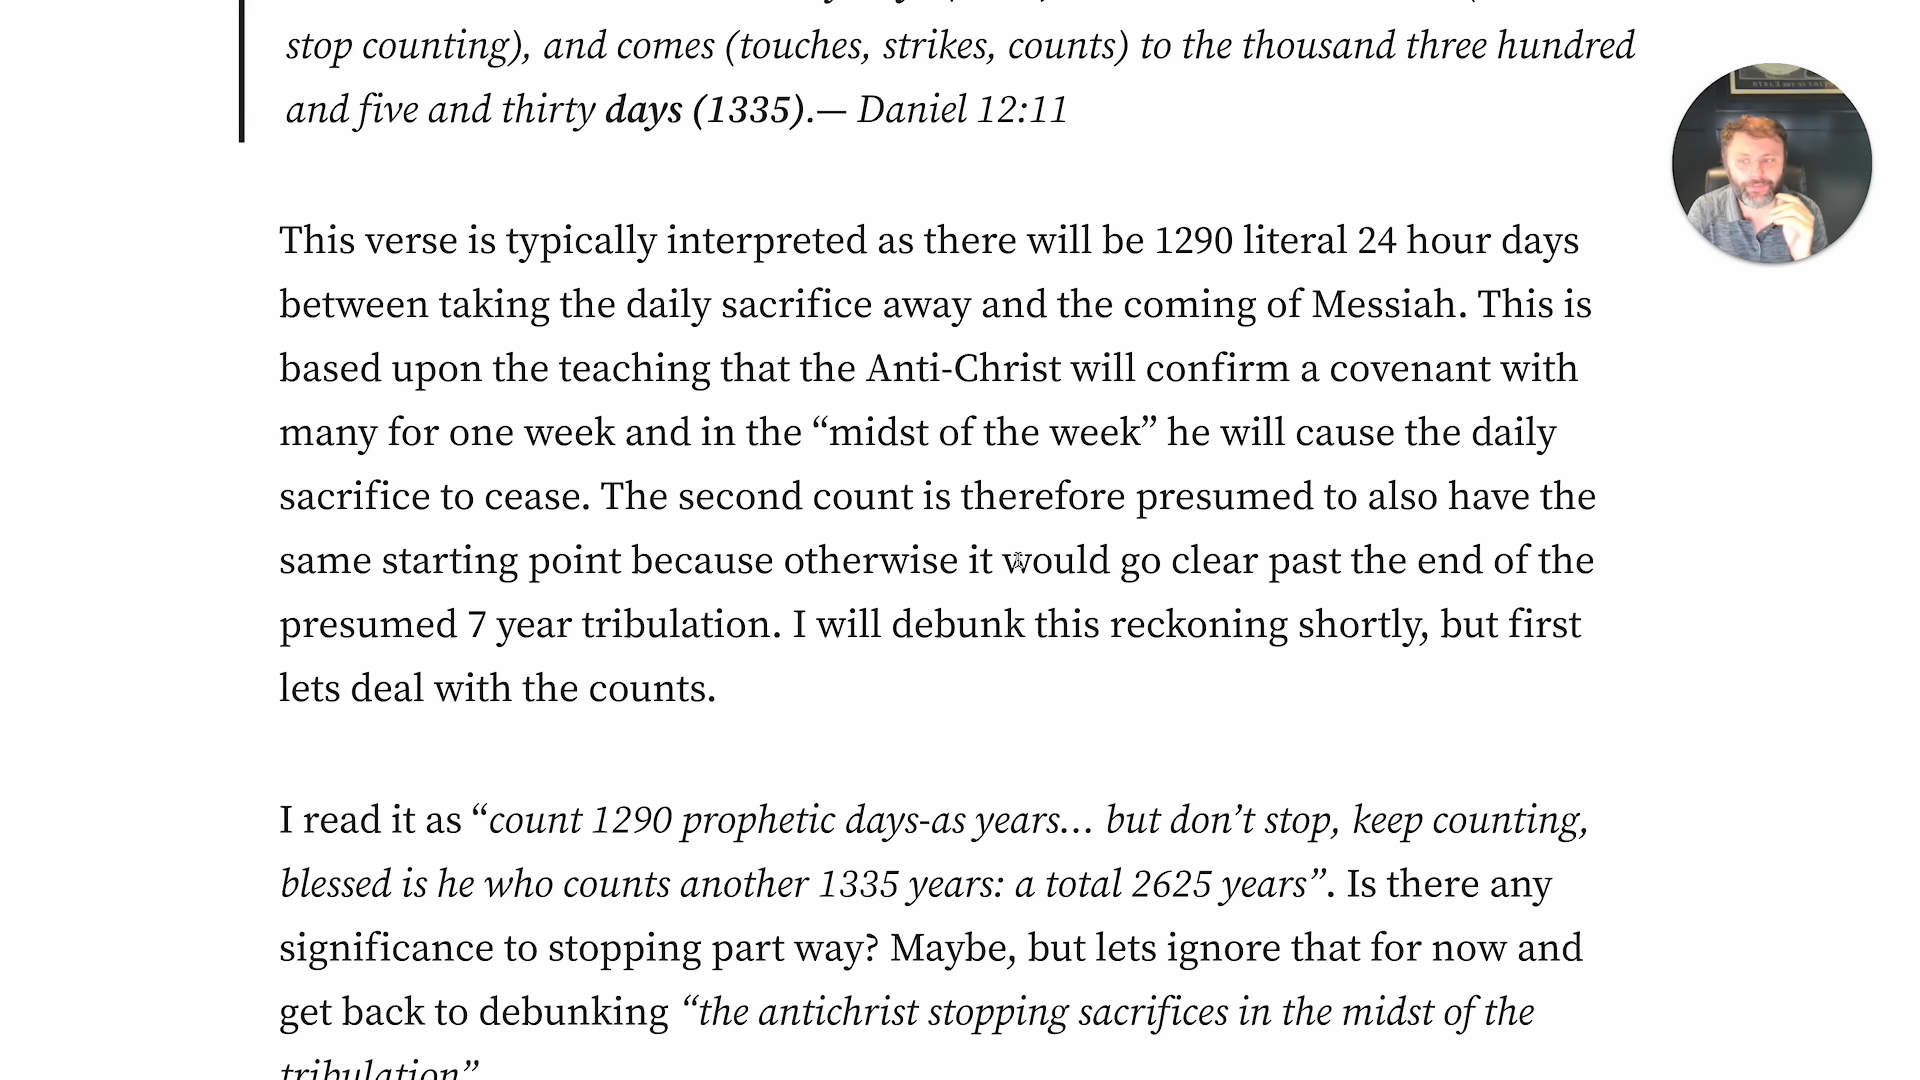 stop counting), and comes (touches, strikes, counts) to the thousand three hundred
and five and thirty days (1335).— Daniel 12:11
This verse is typically interpreted as there will be 1290 literal 24 hour days
between taking the daily sacrifice away and the coming of Messiah. This is
based upon the teaching that the Anti-Christ will confirm a covenant with
many for one week and in the “midst of the week” he will cause the daily
sacrifice to cease. The second count is therefore presumed to also have the
same starting point because otherwise it would go clear past the end of the
presumed 7 year tribulation. I will debunk this reckoning shortly, but first
lets deal with the counts.
I read it as “count 1290 prophetic days-as years… but don’t stop, keep counting,
blessed is he who counts another 1335 years: a total 2625 years”. Is there any
significance to stopping part way? Maybe, but lets ignore that for now and
get back to debunking “the antichrist stopping sacrifices in the midst of the
tribulation”